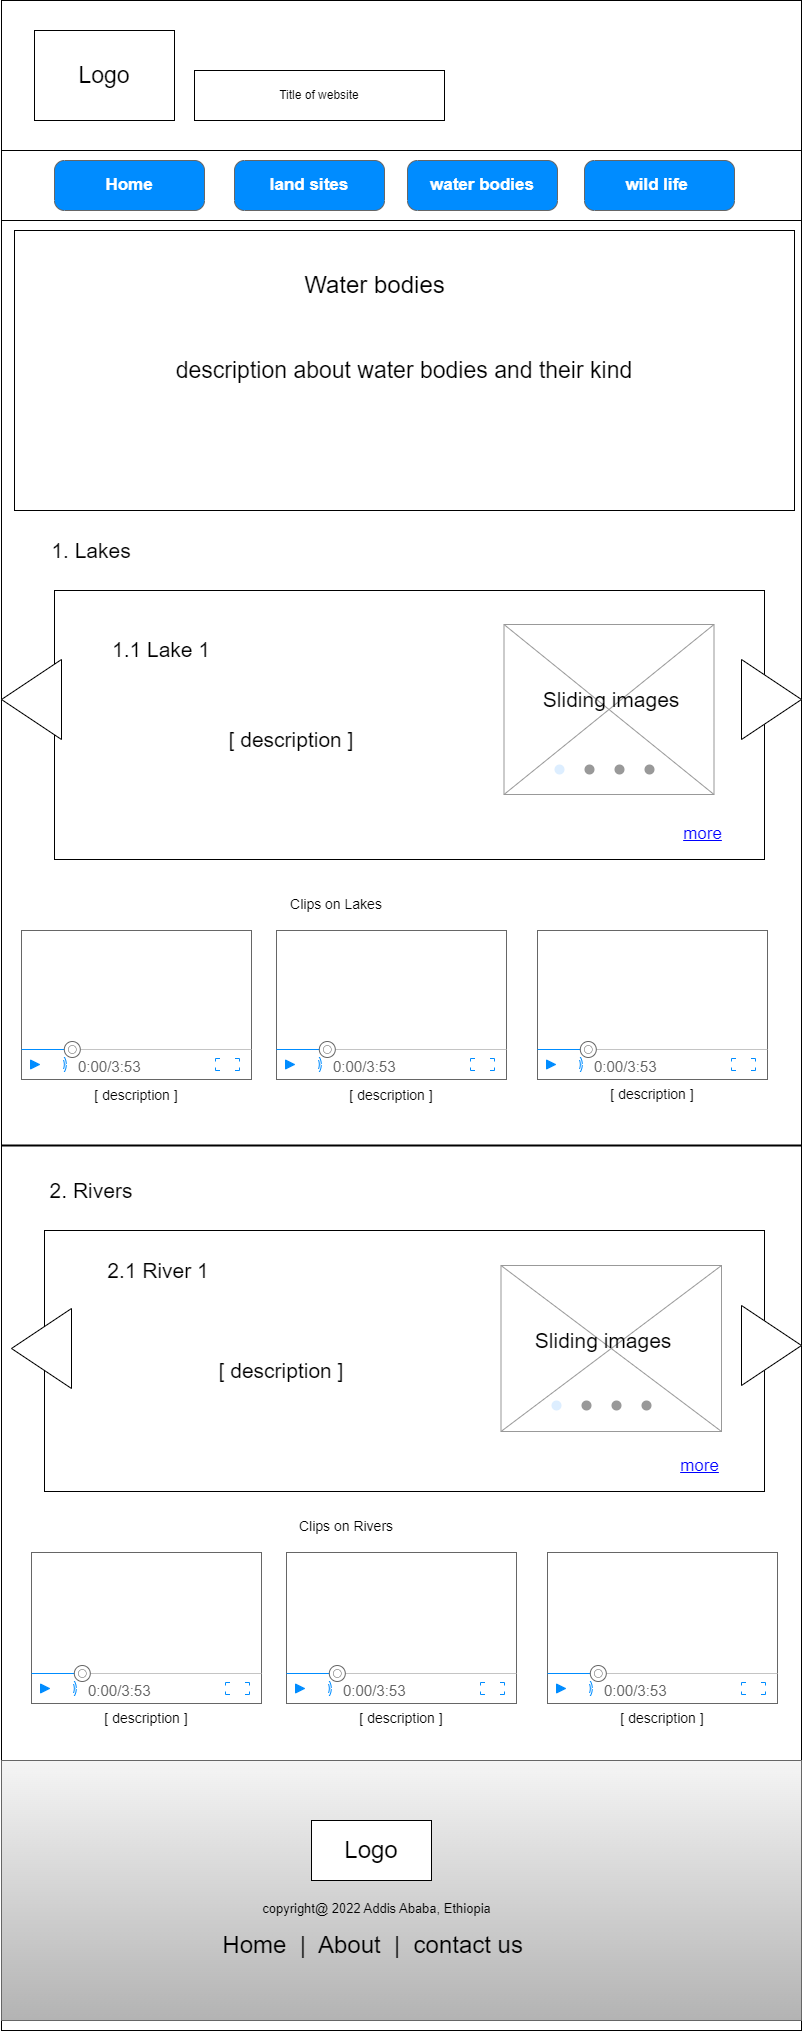 Logo
Title of website
Home land sites water bodies wild life
Water bodies
description about water bodies and their kind
1. Lakes
1.1 Lake 1
Sliding images
[ description ]
more
Clips on Lakes
0:00/3:53 0:00/3:53 0:00/3:53
[ description ] [ description ] [ description ]
2. Rivers
2.1 River 1
Sliding images
[ description ]
more
Clips on Rivers
0:00/3:53 0:00/3:53 0:00/3:53
[ description ] [ description ] [ description ]
Logo
copyright@ 2022 Addis Ababa, Ethiopia
Home | About | contact us